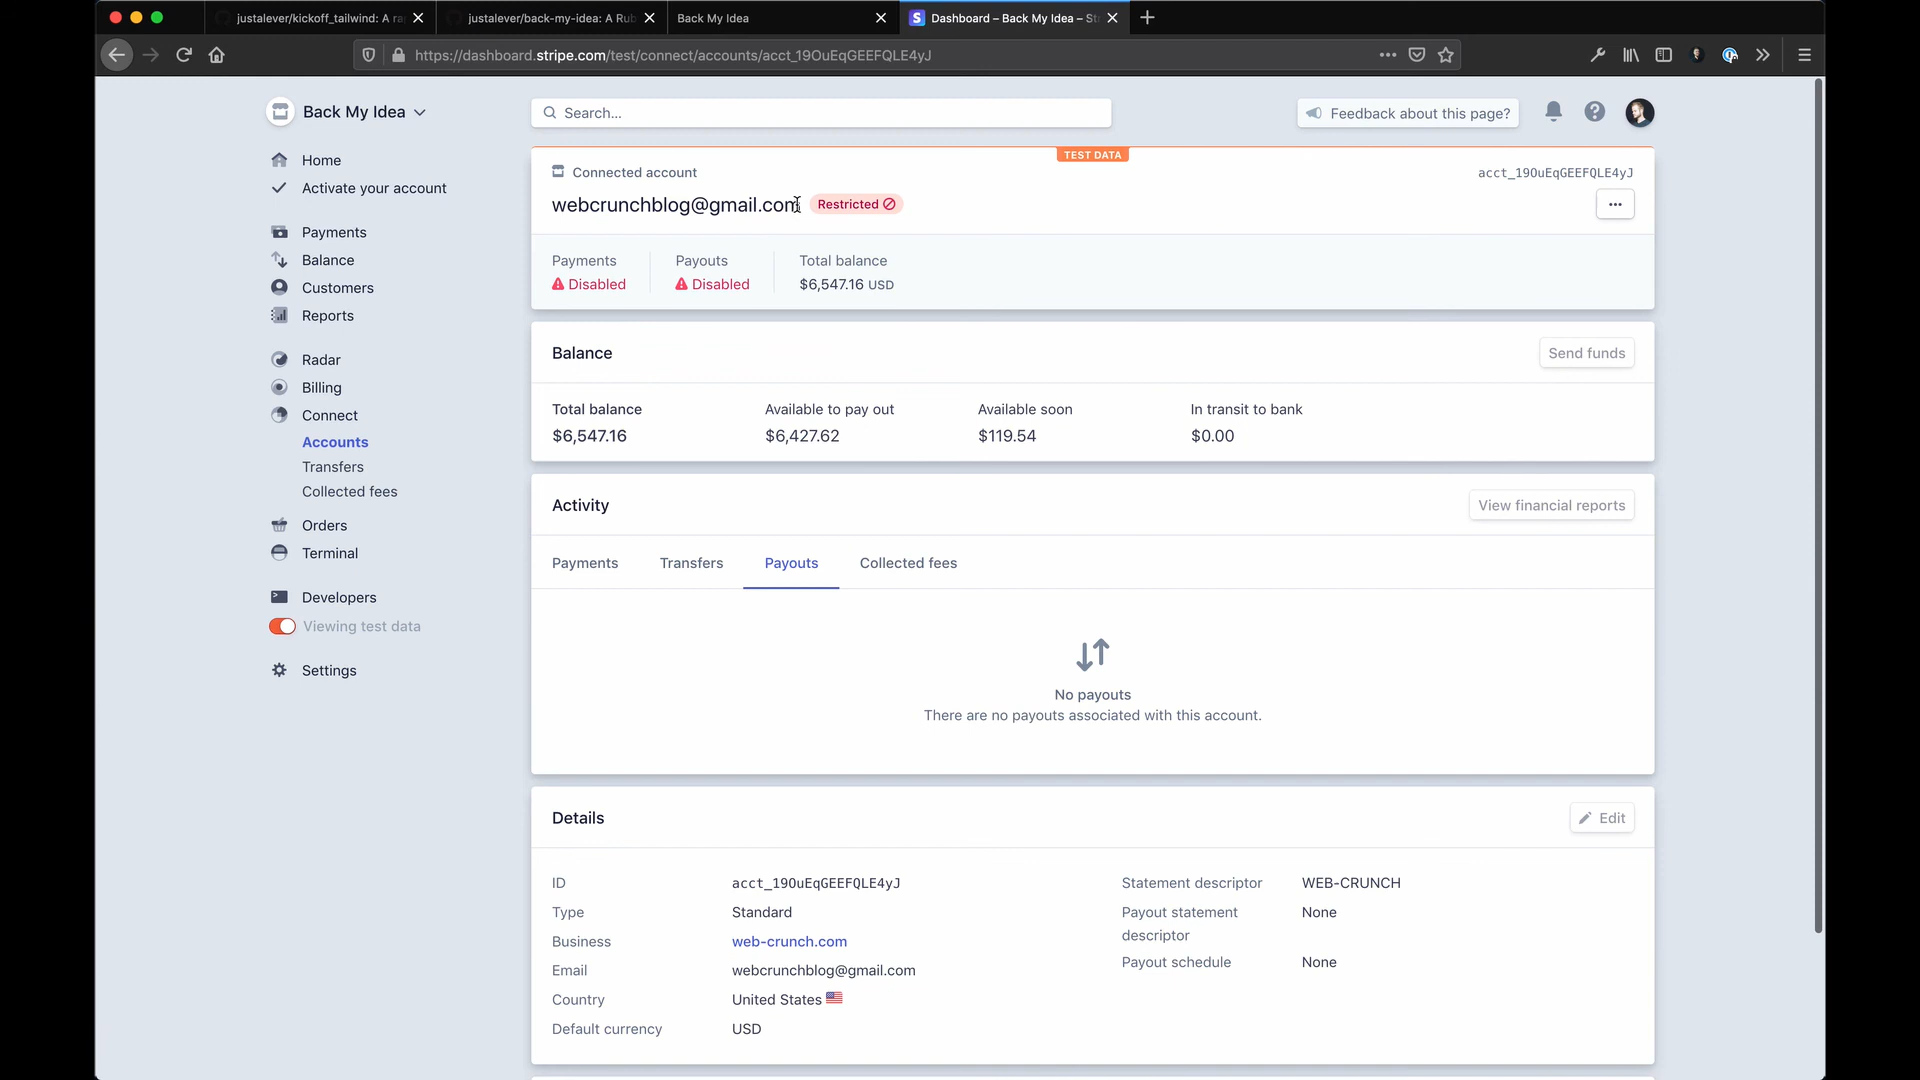 justalever/kickoff_tailwind: A ra
justalever/back-my-idea: A Rub
Back My Idea
Dashboard – Back My Idea – St
https://dashboard.stripe.com/test/connect/accounts/acct_19OuEqGEEFQLE4yJ
Back My Idea
Search...
Feedback about this page?
Home
Activate your account
Payments
Balance
Customers
Reports
Radar
Billing
Connect
Accounts
Transfers
Collected fees
Orders
Terminal
Developers
Viewing test data
Settings
TEST DATA
Connected account
acct_19OuEqGEEFQLE4yJ
webcrunchblog@gmail.com
Restricted
Payments
Payouts
Total balance
Disabled
Disabled
$6,547.16 USD
Balance
Send funds
Total balance
Available to pay out
Available soon
In transit to bank
$6,547.16
$6,427.62
$119.54
$0.00
Activity
View financial reports
Payments
Transfers
Payouts
Collected fees
No payouts
There are no payouts associated with this account.
Details
Edit
ID
acct_19OuEqGEEFQLE4yJ
Type
Standard
Business
web-crunch.com
Email
webcrunchblog@gmail.com
Country
United States
Default currency
USD
Statement descriptor
WEB-CRUNCH
Payout statement
descriptor
None
Payout schedule
None